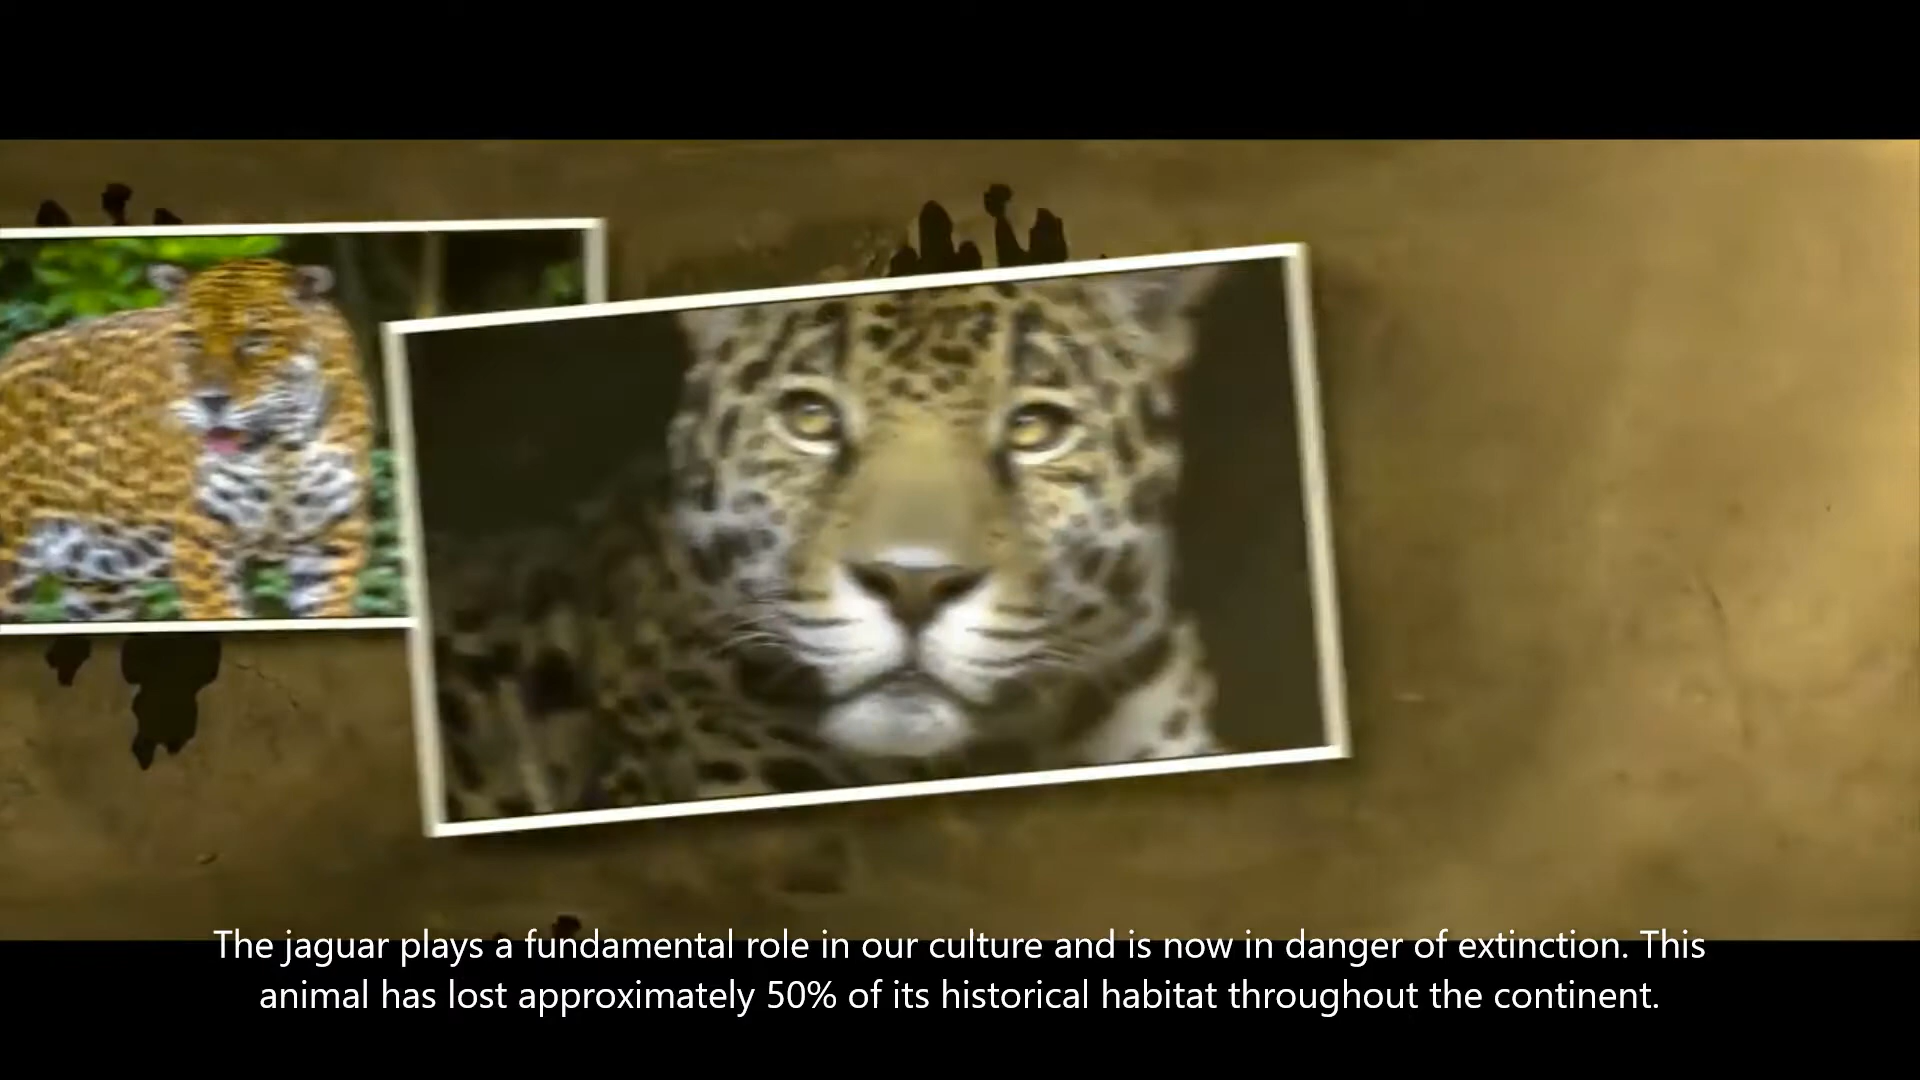 The jaguar plays a fundamental role in our culture and is now in danger of extinction. This
animal has lost approximately 50% of its historical habitat throughout the continent.